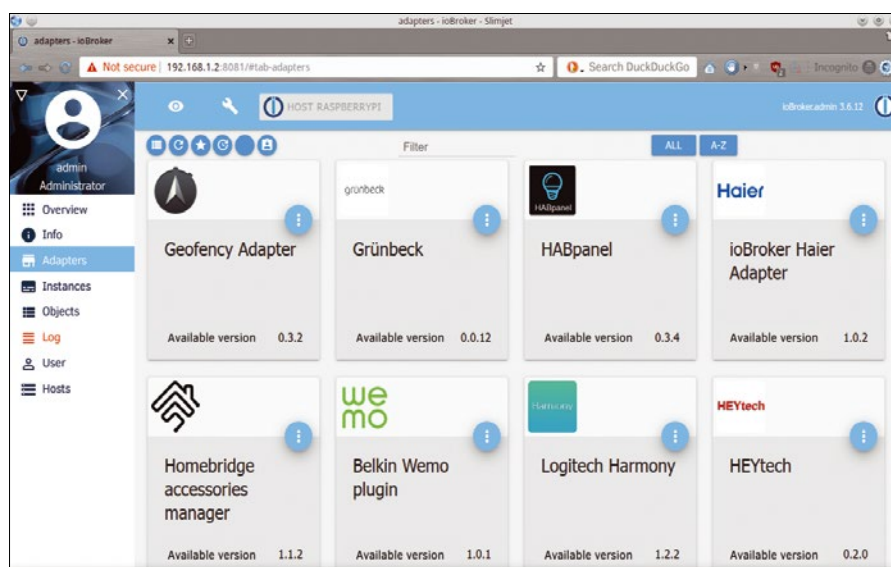 adapters - ioBroker - Slimjet
adapters - ioBroker
Not secure 192.168.1.2:8081/#tab-adapters
Search DuckDuckGo
Incognito
HOST RASPBERRYPI
ioBroker.admin 3.6.12
admin
Administrator
Overview
Info
Adapters
Instances
Objects
Log
User
Hosts
Filter
ALL
A-Z
Geofency Adapter
Available version 0.3.2
grünbeck
Grünbeck
Available version 0.0.12
HABpanel
HABpanel
Available version 0.3.4
Haier
ioBroker Haier
Adapter
Available version 1.0.2
Homebridge
accessories
manager
Available version 1.1.2
we
mo
Belkin Wemo
plugin
Available version 1.0.1
Harmony
Logitech Harmony
Available version 1.2.2
HEYtech
HEYtech
Available version 0.2.0